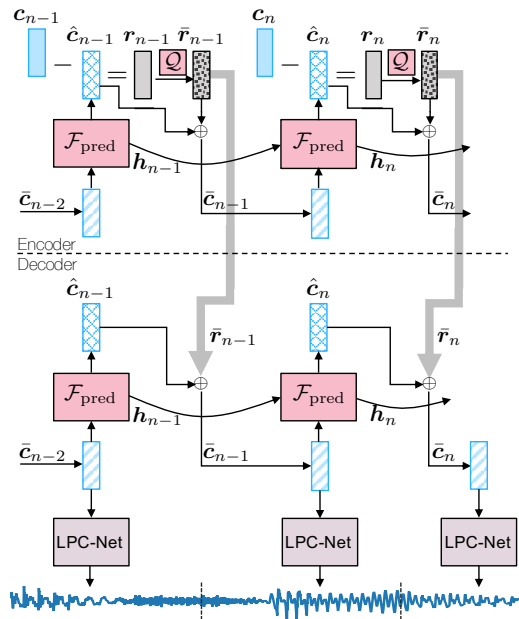 c_{n−1} c_n
ĉ_{n−1} r_{n−1} r̄_{n−1} ĉ_n r_n r̄_n
− = Q − = Q
F_pred F_pred
h_{n−1} h_n
c̄_{n−2} c̄_{n−1} c̄_n
Encoder
Decoder
ĉ_{n−1} ĉ_n
r̄_{n−1} r̄_n
F_pred F_pred
h_{n−1} h_n
c̄_{n−2} c̄_{n−1} c̄_n
LPC-Net LPC-Net LPC-Net